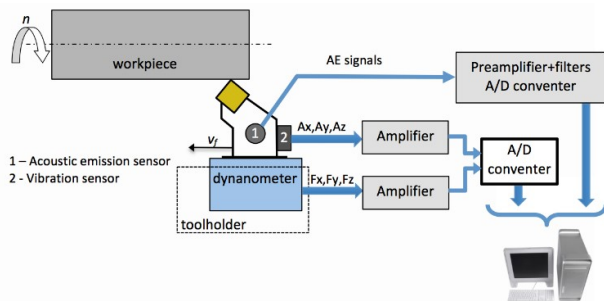 n
workpiece
AE signals
Preamplifier+filters
A/D conventer
1
2
Ax,Ay,Az
Amplifier
A/D
conventer
vf
1 – Acoustic emission sensor
2 - Vibration sensor
dynanometer
Fx,Fy,Fz
Amplifier
toolholder